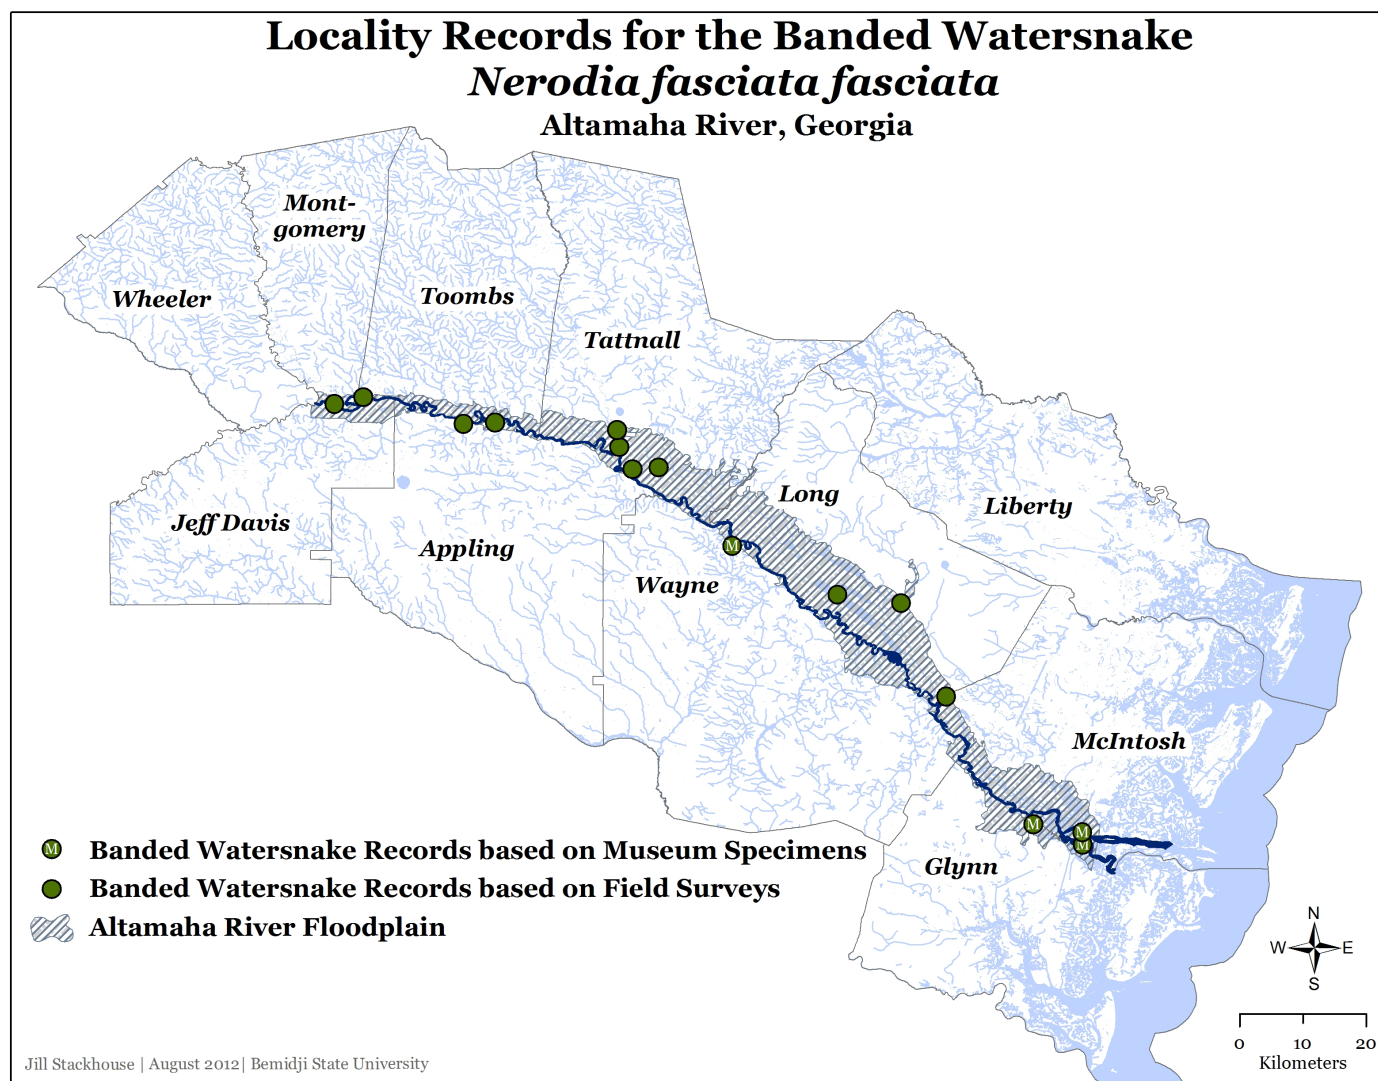 Locality Records for the Banded Watersnake
Nerodia fasciata fasciata
Altamaha River, Georgia
Mont-
gomery
Wheeler
Toombs
Tattnall
Long
Liberty
Jeff Davis
Appling
Wayne
McIntosh
Glynn
M
M
M
M
M Banded Watersnake Records based on Museum Specimens
Banded Watersnake Records based on Field Surveys
Altamaha River Floodplain
N
W E
S
0 10 20
Kilometers
Jill Stackhouse | August 2012| Bemidji State University